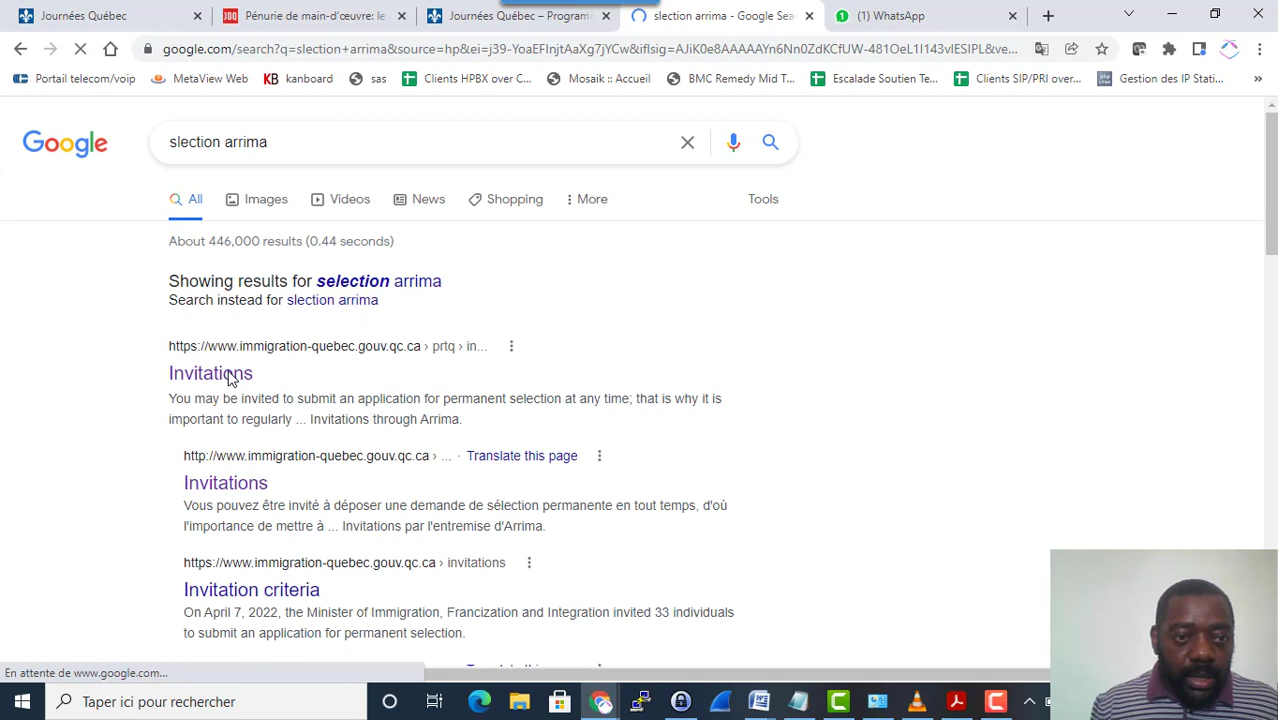 Journées Québec
Pénurie de main-d'œuvre: le
Journées Québec – Program
slection arrima - Google Sea
(1) WhatsApp
google.com/search?q=slection+arrima&source=hp&ei=j39-YoaEFInjtAaXg7jYCw&iflsig=AJiK0e8AAAAAYn6Nn0ZdKCfUW-481OeL1I143vlESIPL&ve...
Portail telecom/voip
MetaView Web
KB kanboard
sas
Clients HPBX over C...
Mosaik :: Accueil
BMC Remedy Mid T...
Escalade Soutien Te...
Clients SIP/PRI over...
Gestion des IP Stati...
Google
slection arrima
All
Images
Videos
News
Shopping
More
Tools
About 446,000 results (0.44 seconds)
Showing results for selection arrima
Search instead for slection arrima
https://www.immigration-quebec.gouv.qc.ca › prtq › in...
Invitations
You may be invited to submit an application for permanent selection at any time; that is why it is
important to regularly ... Invitations through Arrima.
http://www.immigration-quebec.gouv.qc.ca › ... · Translate this page
Invitations
Vous pouvez être invité à déposer une demande de sélection permanente en tout temps, d'où
l'importance de mettre à ... Invitations par l'entremise d'Arrima.
https://www.immigration-quebec.gouv.qc.ca › invitations
Invitation criteria
On April 7, 2022, the Minister of Immigration, Francization and Integration invited 33 individuals
to submit an application for permanent selection.
En attente de www.google.com...
Taper ici pour rechercher